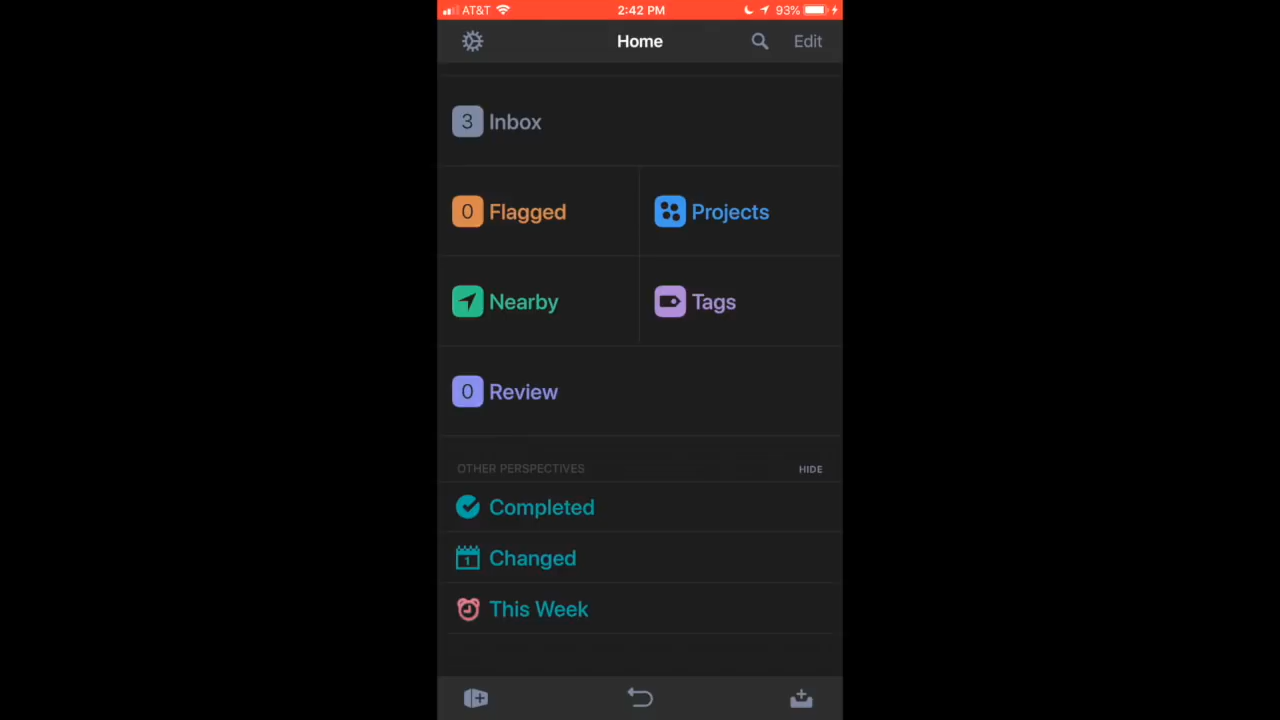 AT&T 2:42 PM 93%
Home Edit
3 Inbox
0 Flagged Projects
Nearby Tags
0 Review
OTHER PERSPECTIVES HIDE
Completed
1 Changed
This Week